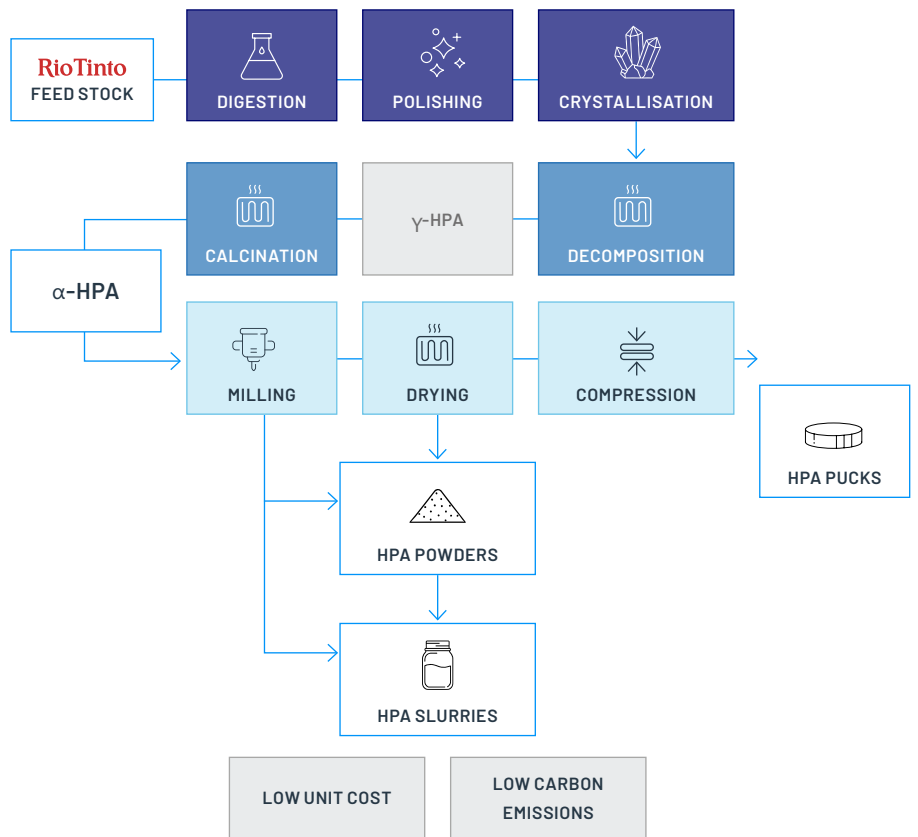 RioTinto
FEED STOCK
DIGESTION
POLISHING
CRYSTALLISATION
CALCINATION
γ-HPA
DECOMPOSITION
α-HPA
MILLING
DRYING
COMPRESSION
HPA PUCKS
HPA POWDERS
HPA SLURRIES
LOW UNIT COST
LOW CARBON
EMISSIONS